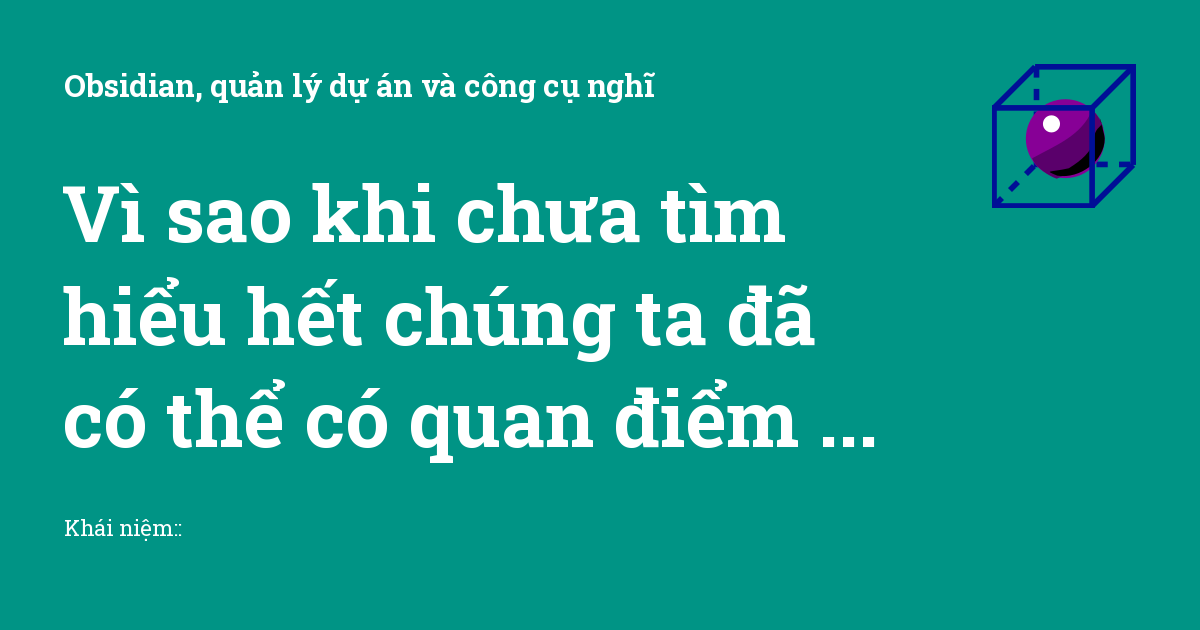 Obsidian, quản lý dự án và công cụ nghĩ
Vì sao khi chưa tìm
hiểu hết chúng ta đã
có thể có quan điểm ...
Khái niệm::